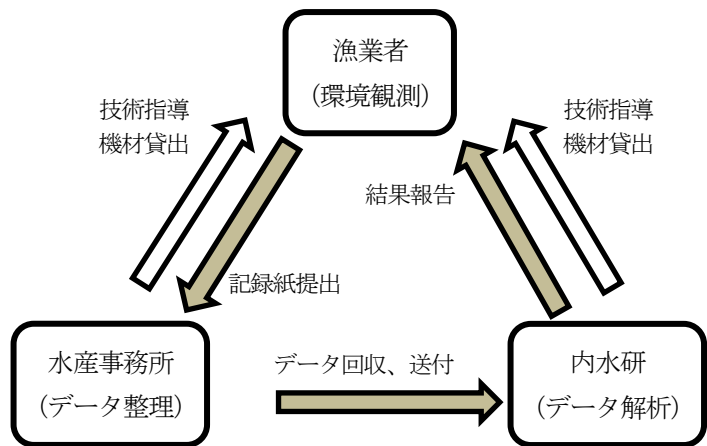 漁業者
(環境観測)
技術指導
機材貸出
技術指導
機材貸出
結果報告
記録紙提出
水産事務所
(データ整理)
データ回収、送付
内水研
(データ解析)